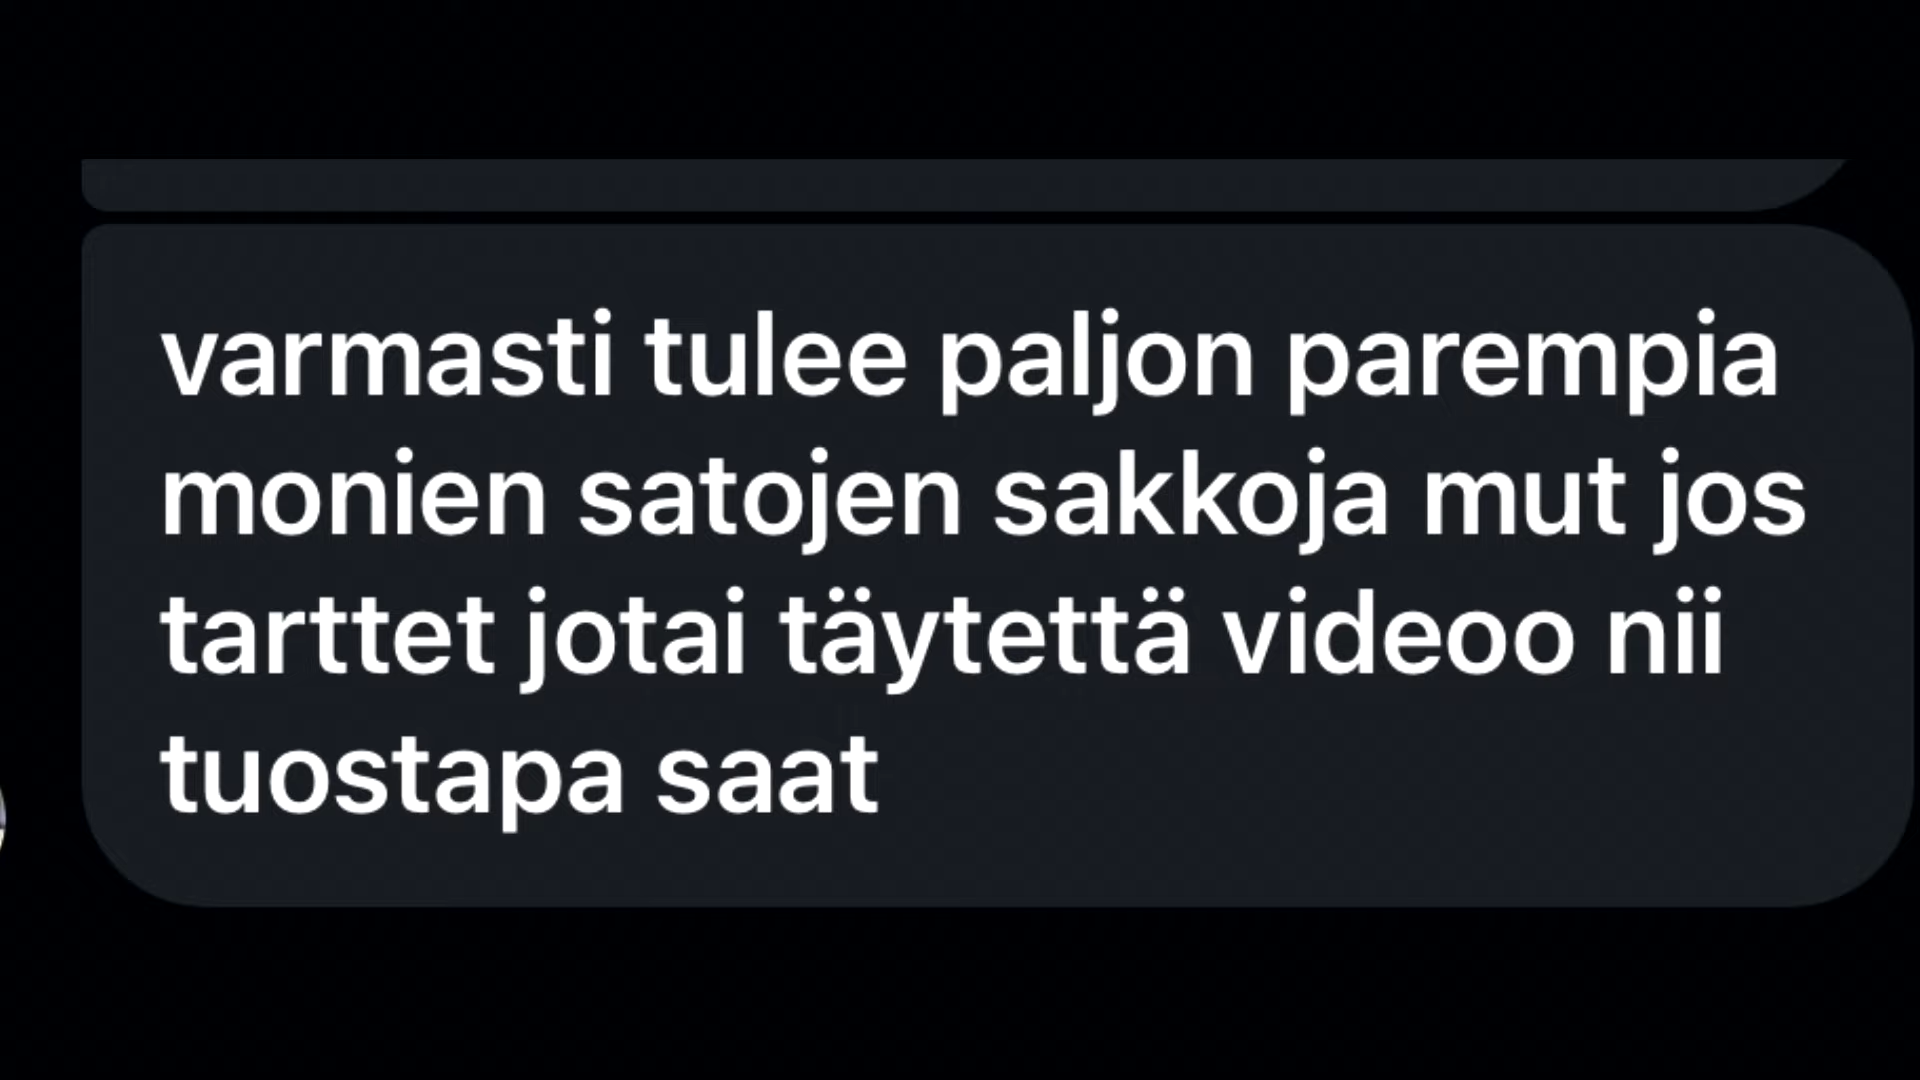 varmasti tulee paljon parempia
monien satojen sakkoja mut jos
tarttet jotai täytettä videoo nii
tuostapa saat